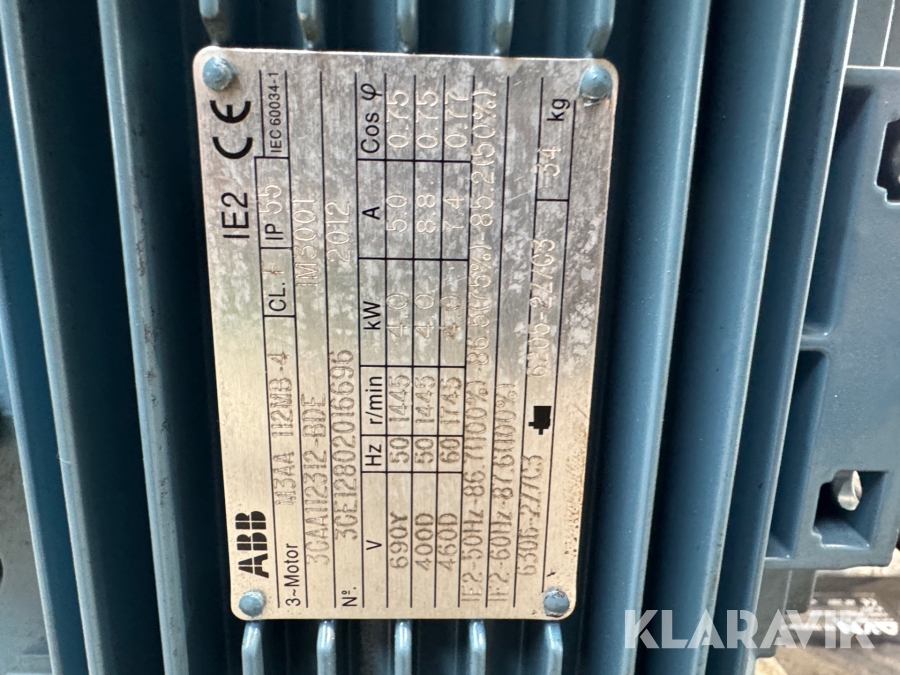 ABB IE2 CE
3~Motor M3AA 112MB-4 CL. F IP 55 IEC 60034-1
3GAA112312-BDE IM3001
Nº 3GE12802016696 2012
V Hz r/min kW A Cos φ
690Y 50 1445 4.0 5.0 0.75
400D 50 1445 4.0 8.8 0.75
460D 60 1745 4.0 7.4 0.77
IE2-50Hz-86.7(100%)-86.5(75%)-85.2(50%)
IE2-60Hz-87.6(100%)
6306-2Z/C3 6205-2Z/C3 34 kg
KLARAVIK